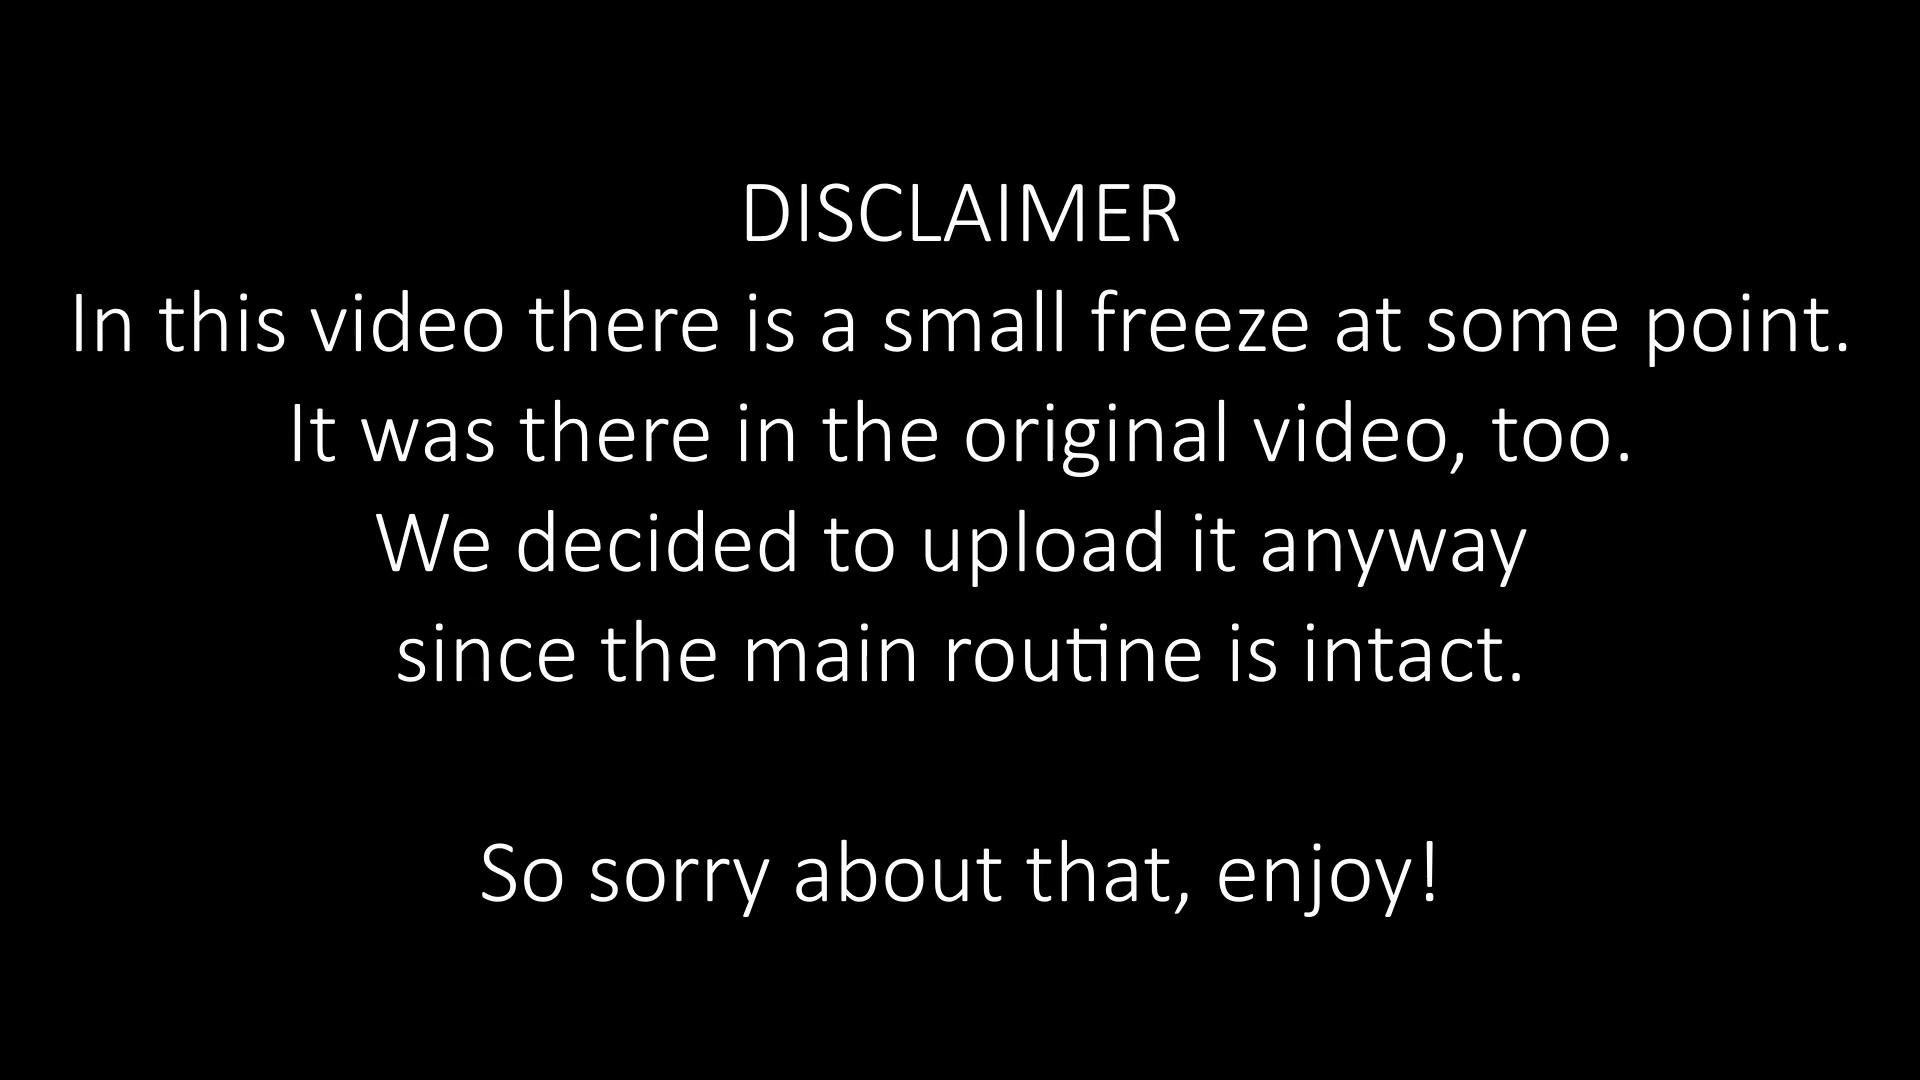 DISCLAIMER
In this video there is a small freeze at some point.
It was there in the original video, too.
We decided to upload it anyway
since the main routine is intact.
So sorry about that, enjoy!